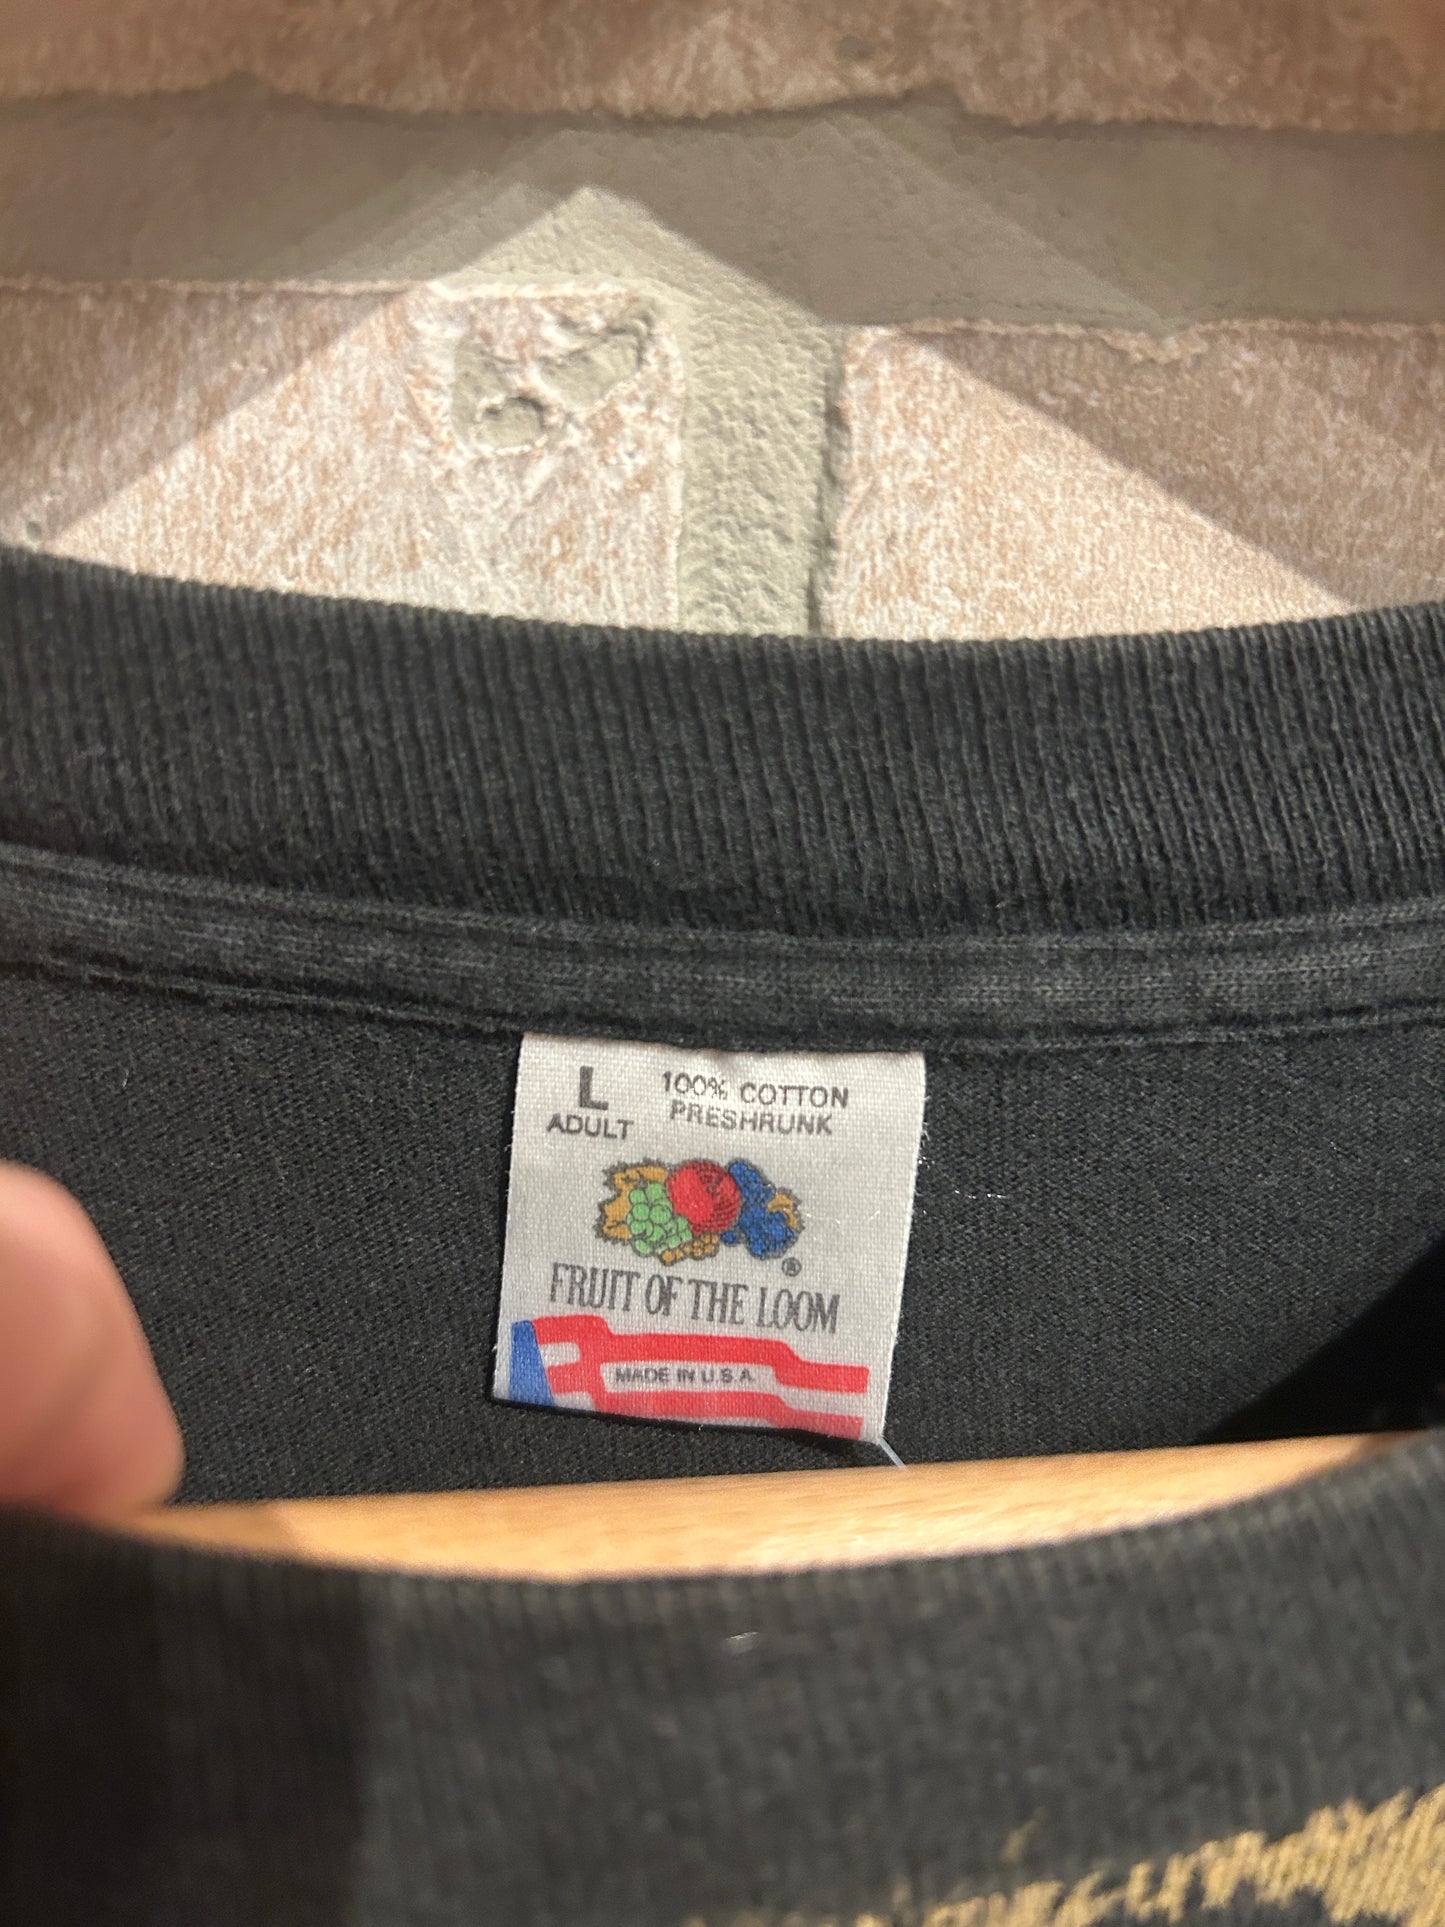 L 100% COTTON
ADULT PRESHRUNK
®
FRUIT OF THE LOOM
MADE IN U.S.A.